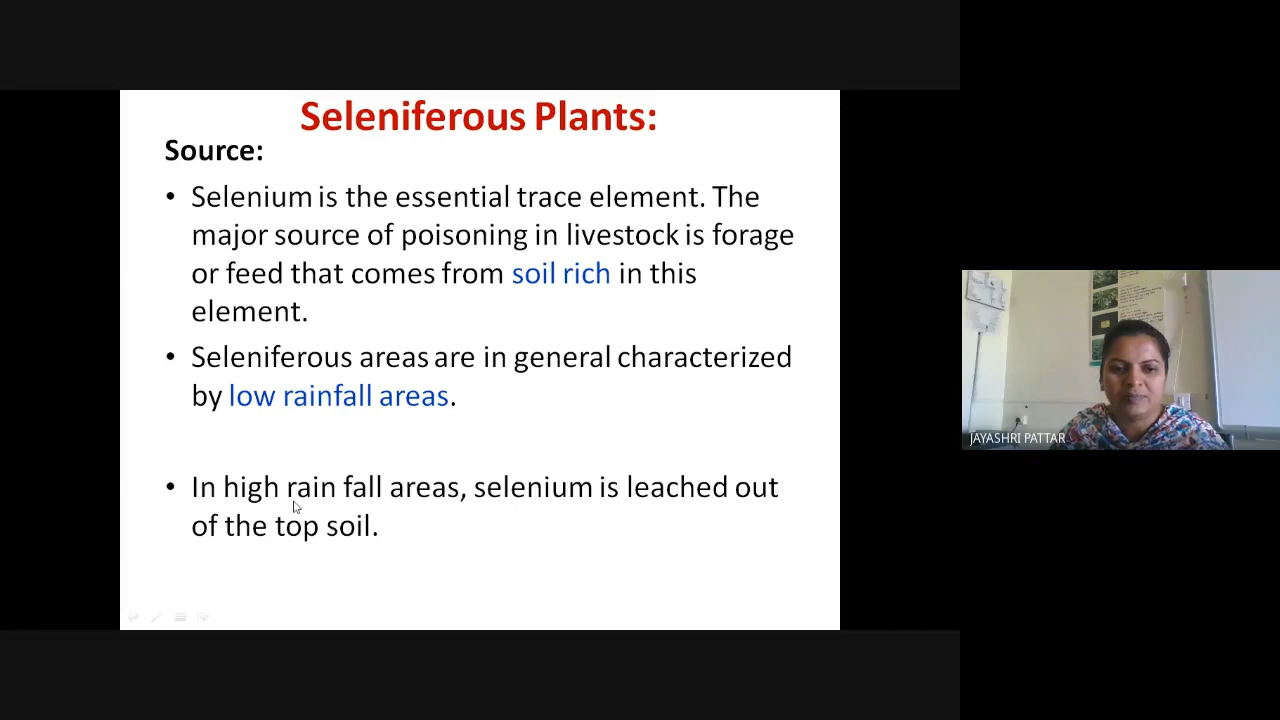 Seleniferous Plants:
Source:
• Selenium is the essential trace element. The
major source of poisoning in livestock is forage
or feed that comes from soil rich in this
element.
• Seleniferous areas are in general characterized
by low rainfall areas.
• In high rain fall areas, selenium is leached out
of the top soil.
JAYASHRI PATTAR